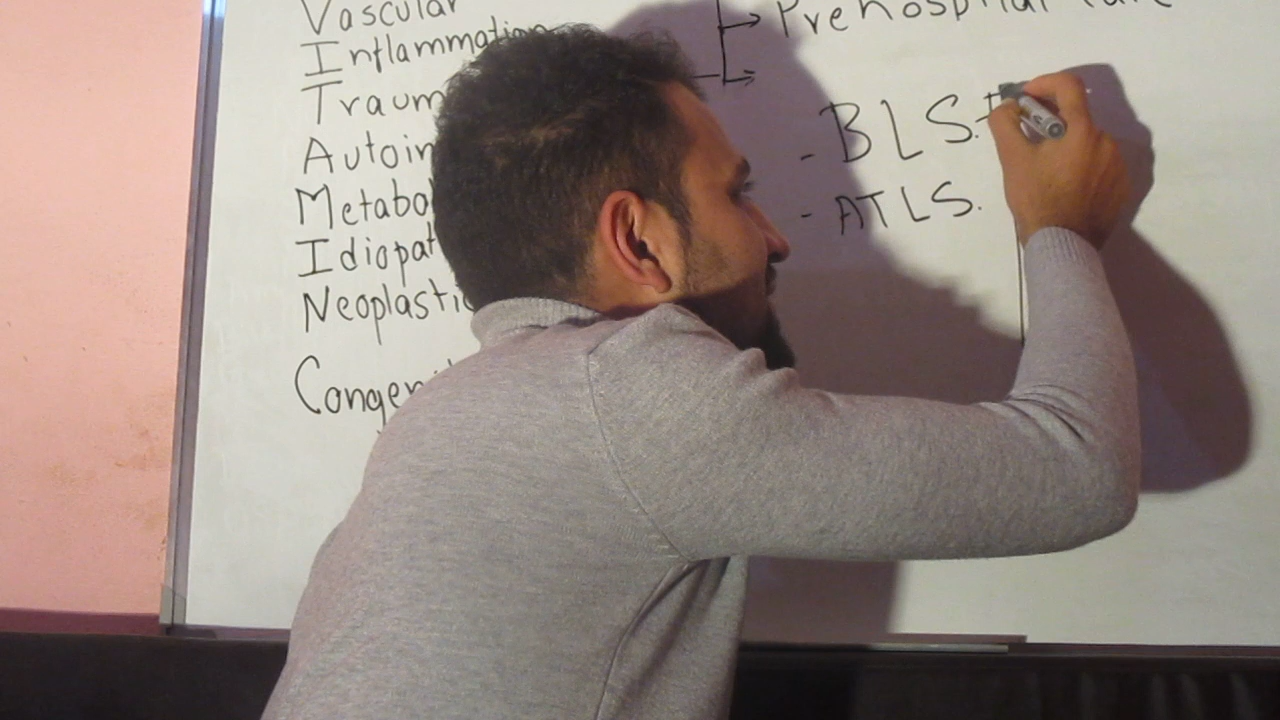 Vascular
Inflammation
Traum
Autoim
Metabo
Idiopat
Neoplastic
Congeni
Prehospital Care
- BLS.
- ATLS.